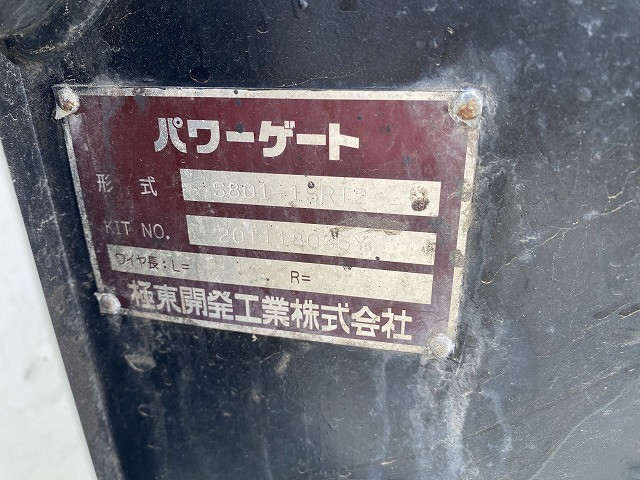 パワーゲート
形式
KIT NO.
ワイヤ長:L= R=
極東開発工業株式会社